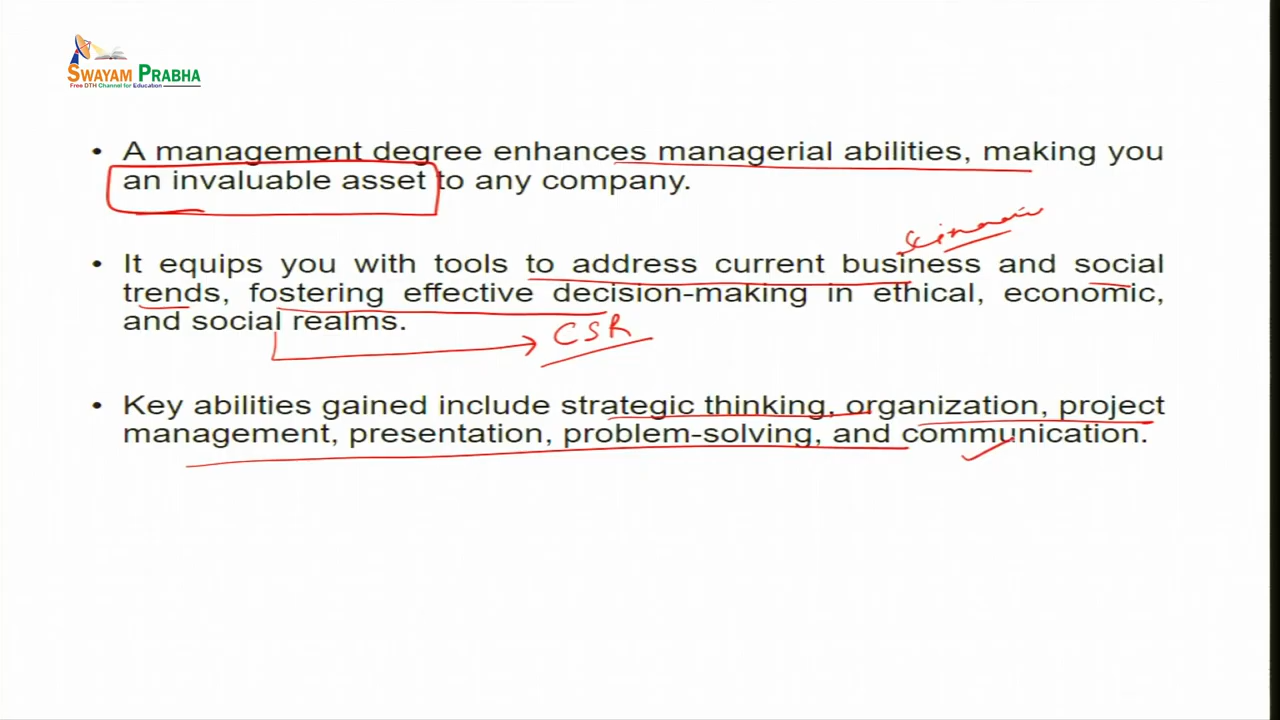 SWAYAM PRABHA
Free DTH Channel for Education
• A management degree enhances managerial abilities, making you
an invaluable asset to any company.
• It equips you with tools to address current business and social
trends, fostering effective decision-making in ethical, economic,
and social realms.
CSR
• Key abilities gained include strategic thinking, organization, project
management, presentation, problem-solving, and communication.